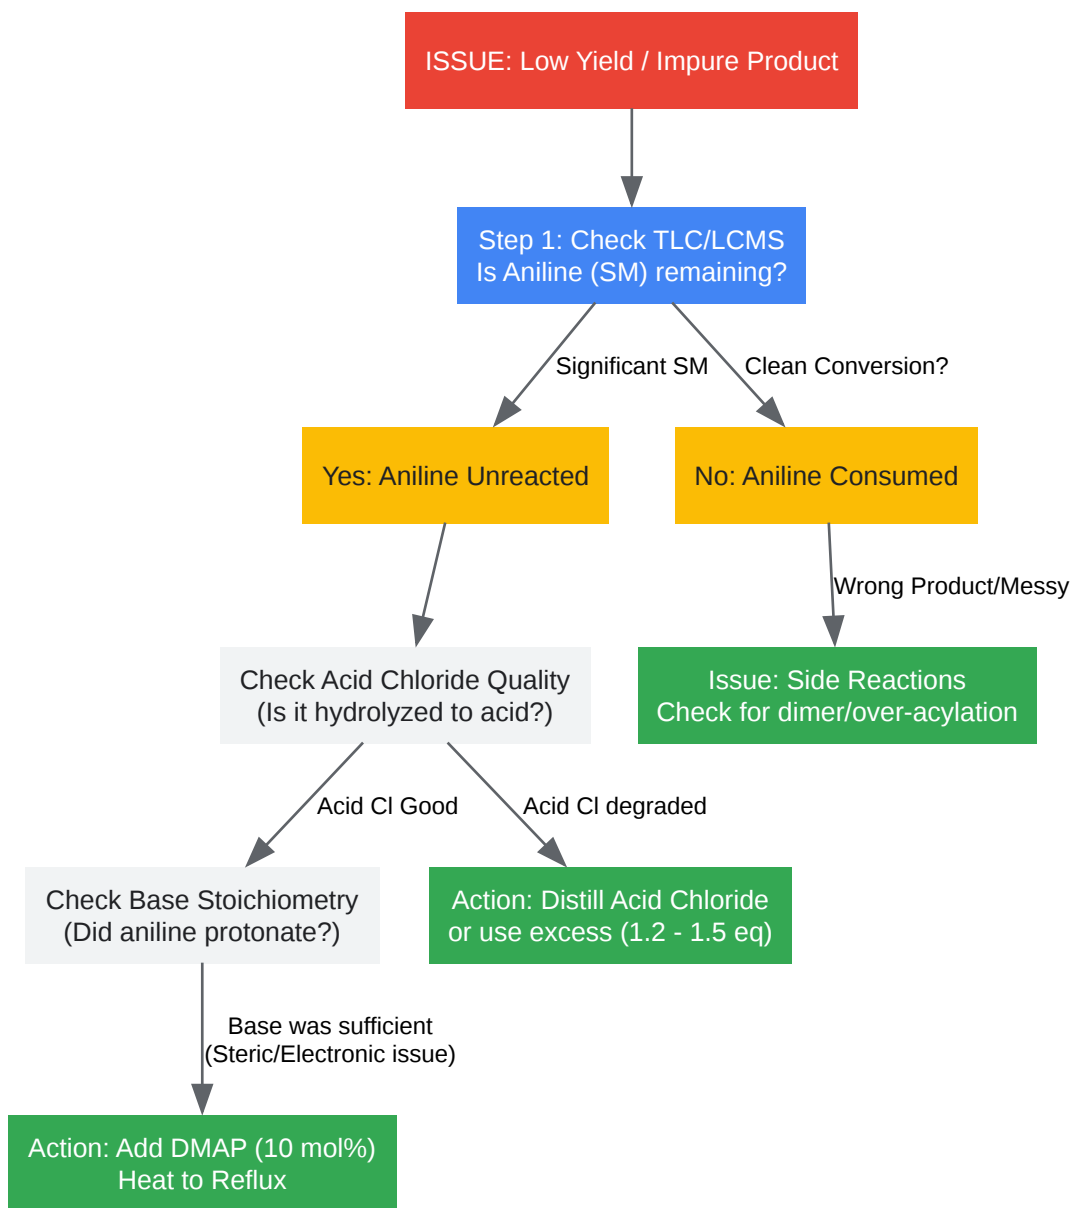 ISSUE: Low Yield / Impure Product
Step 1: Check TLC/LCMS
Is Aniline (SM) remaining?
Significant SM
Clean Conversion?
Yes: Aniline Unreacted
No: Aniline Consumed
Wrong Product/Messy
Check Acid Chloride Quality
(Is it hydrolyzed to acid?)
Issue: Side Reactions
Check for dimer/over-acylation
Acid Cl Good
Acid Cl degraded
Check Base Stoichiometry
(Did aniline protonate?)
Action: Distill Acid Chloride
or use excess (1.2 - 1.5 eq)
Base was sufficient
(Steric/Electronic issue)
Action: Add DMAP (10 mol%)
Heat to Reflux